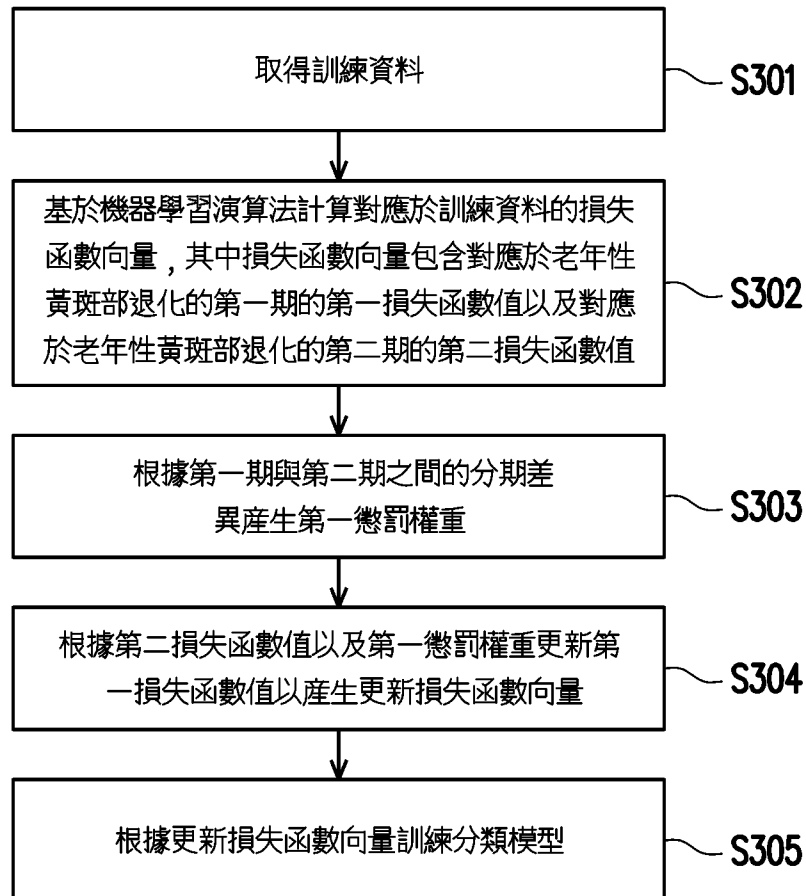 取得訓練資料
S301
基於機器學習演算法計算對應於訓練資料的損失
函數向量,其中損失函數向量包含對應於老年性
黃斑部退化的第一期的第一損失函數值以及對應
於老年性黃斑部退化的第二期的第二損失函數值
S302
根據第一期與第二期之間的分期差
異產生第一懲罰權重
S303
根據第二損失函數值以及第一懲罰權重更新第
一損失函數值以產生更新損失函數向量
S304
根據更新損失函數向量訓練分類模型
S305